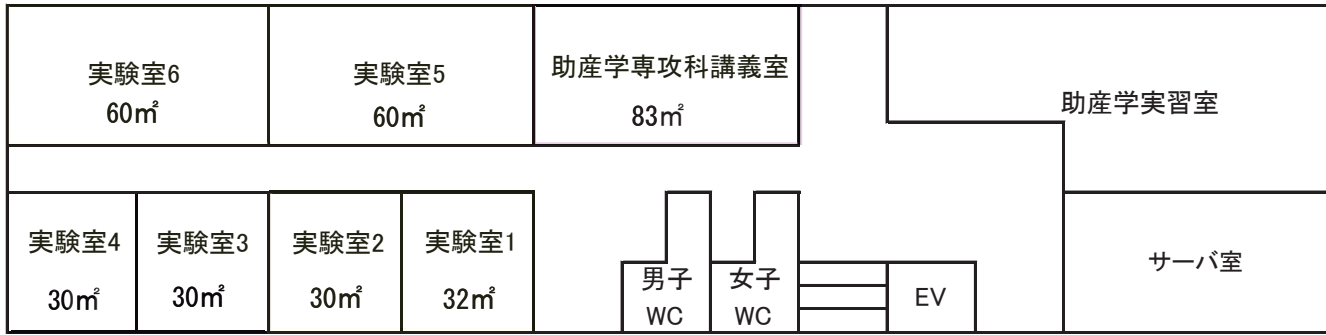 実験室6
60㎡
実験室5
60㎡
助産学専攻科講義室
83㎡
助産学実習室
実験室4
30㎡
実験室3
30㎡
実験室2
30㎡
実験室1
32㎡
男子
WC
女子
WC
EV
サーバ室